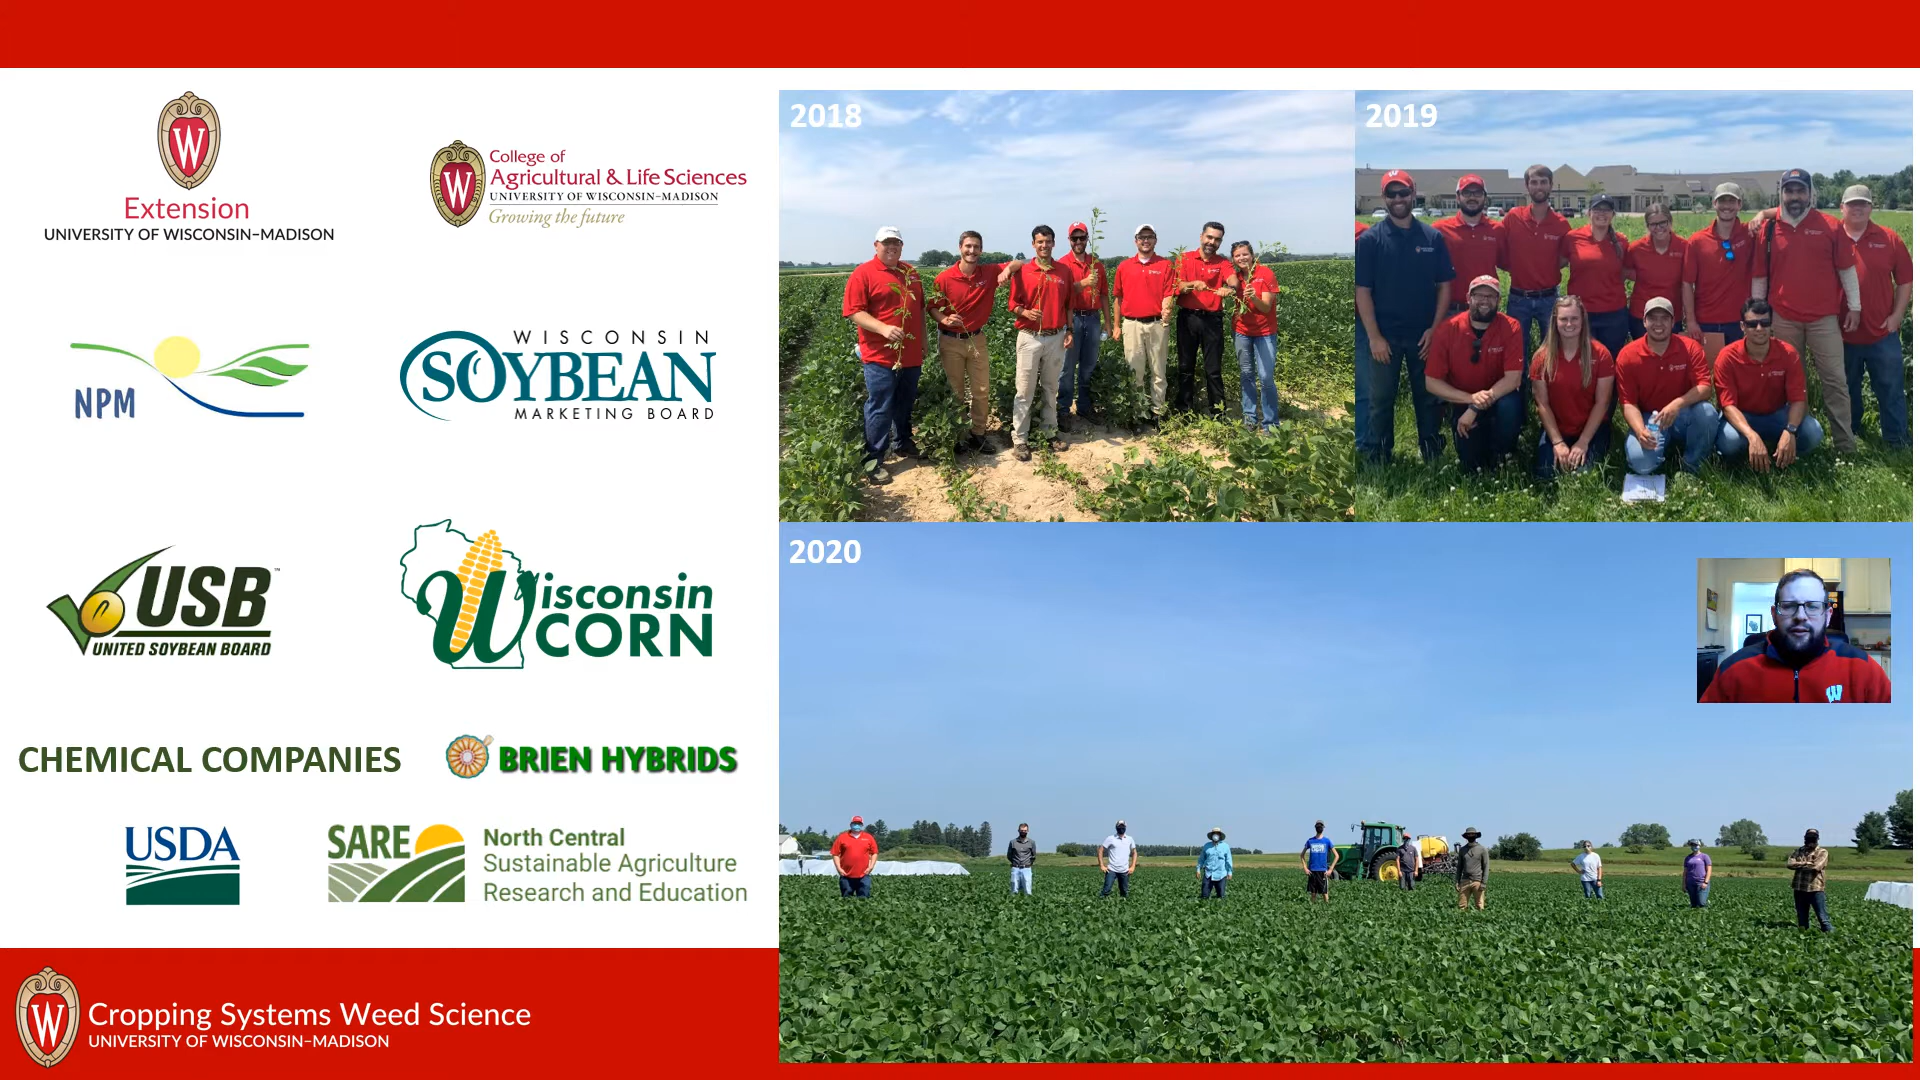 W
Extension
UNIVERSITY OF WISCONSIN–MADISON
W
College of
Agricultural & Life Sciences
UNIVERSITY OF WISCONSIN–MADISON
Growing the future
NPM
WISCONSIN
SOYBEAN
MARKETING BOARD
USB™
UNITED SOYBEAN BOARD
Wisconsin
CORN
CHEMICAL COMPANIES
BRIEN HYBRIDS
USDA
SARE
North Central
Sustainable Agriculture
Research and Education
2018
2019
2020
W
W
Cropping Systems Weed Science
UNIVERSITY OF WISCONSIN–MADISON